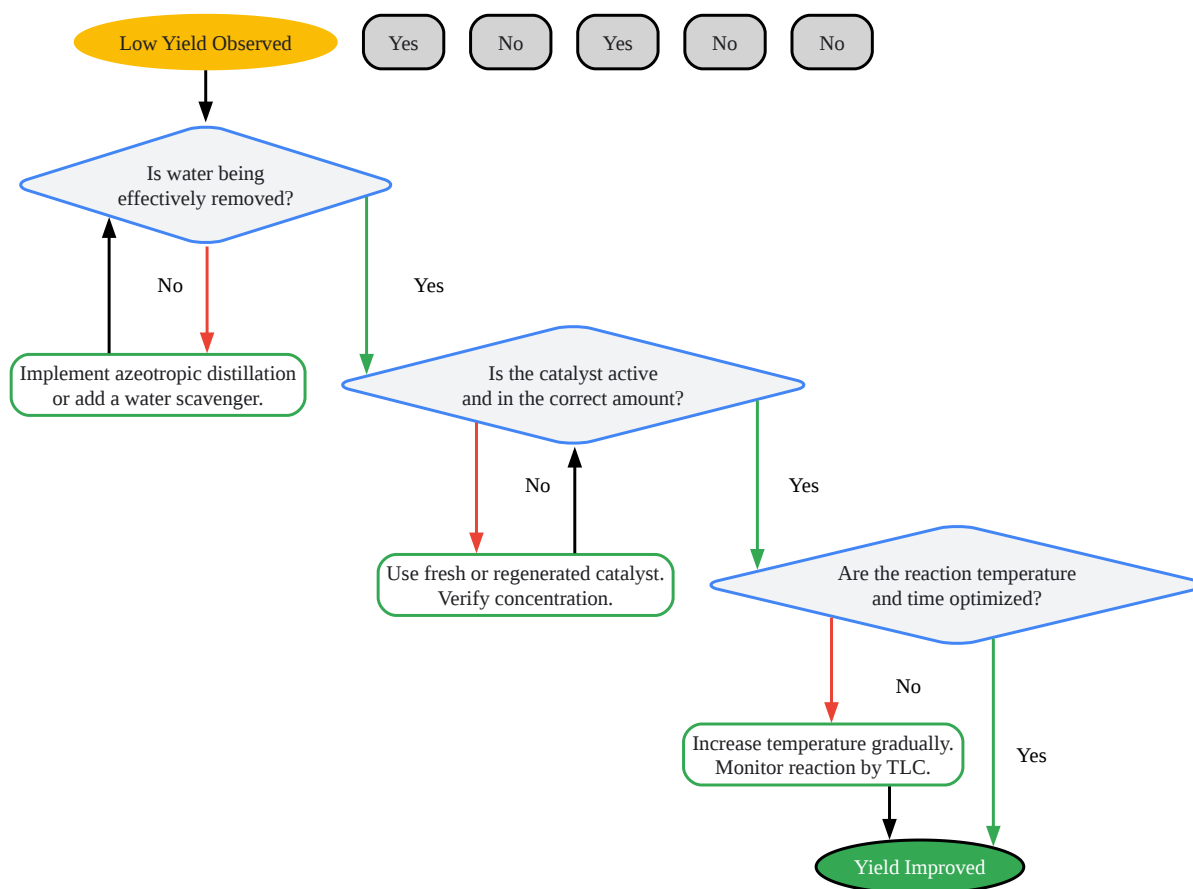 Low Yield Observed
Yes
No
Yes
No
No
Is water being
effectively removed?
No
Yes
Implement azeotropic distillation
or add a water scavenger.
Is the catalyst active
and in the correct amount?
No
Yes
Use fresh or regenerated catalyst.
Verify concentration.
Are the reaction temperature
and time optimized?
No
Yes
Increase temperature gradually.
Monitor reaction by TLC.
Yield Improved